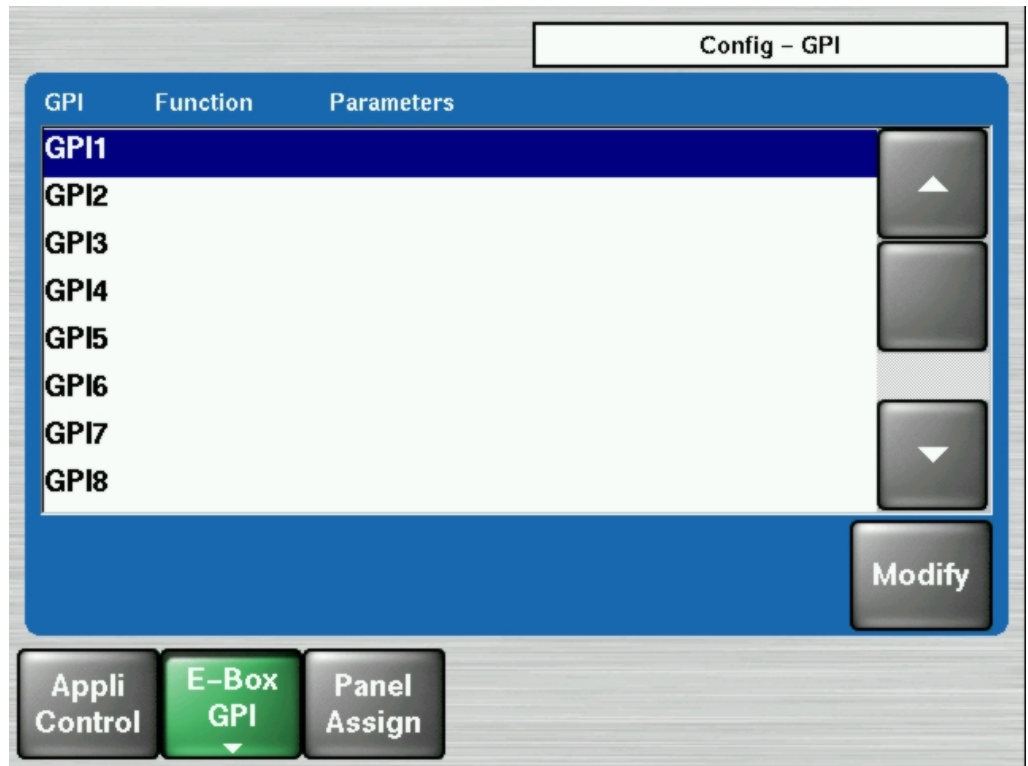 Config – GPI
GPI Function Parameters
GPI1
GPI2
GPI3
GPI4
GPI5
GPI6
GPI7
GPI8
Modify
Appli
Control
E–Box
GPI
Panel
Assign